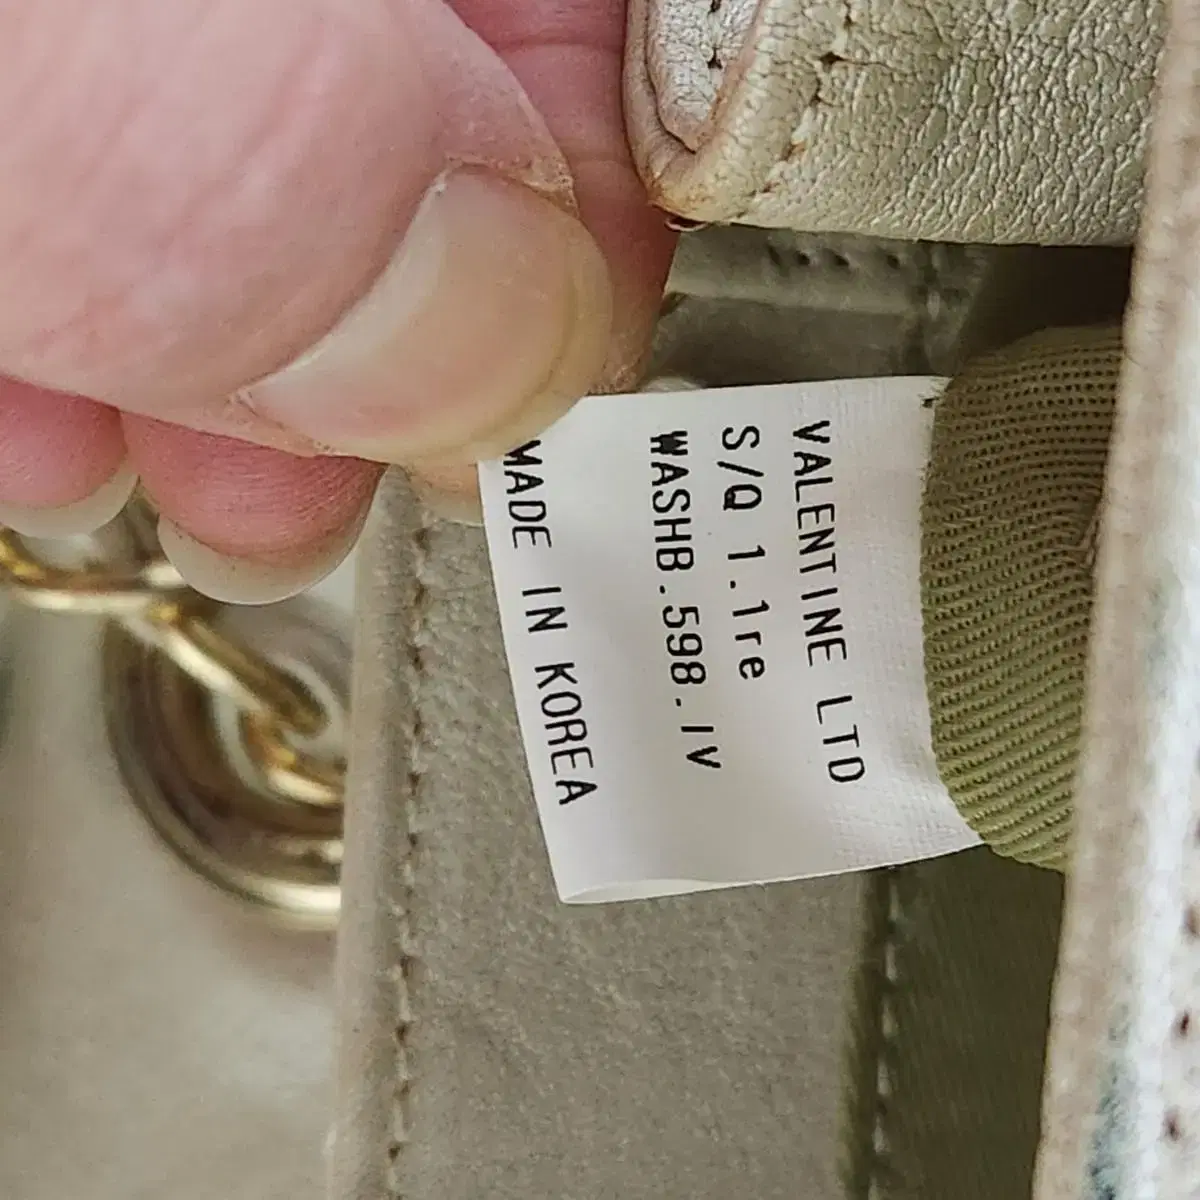 VALENTINE LTD
S/Q 1.1re
WASHB.598.IV
MADE IN KOREA